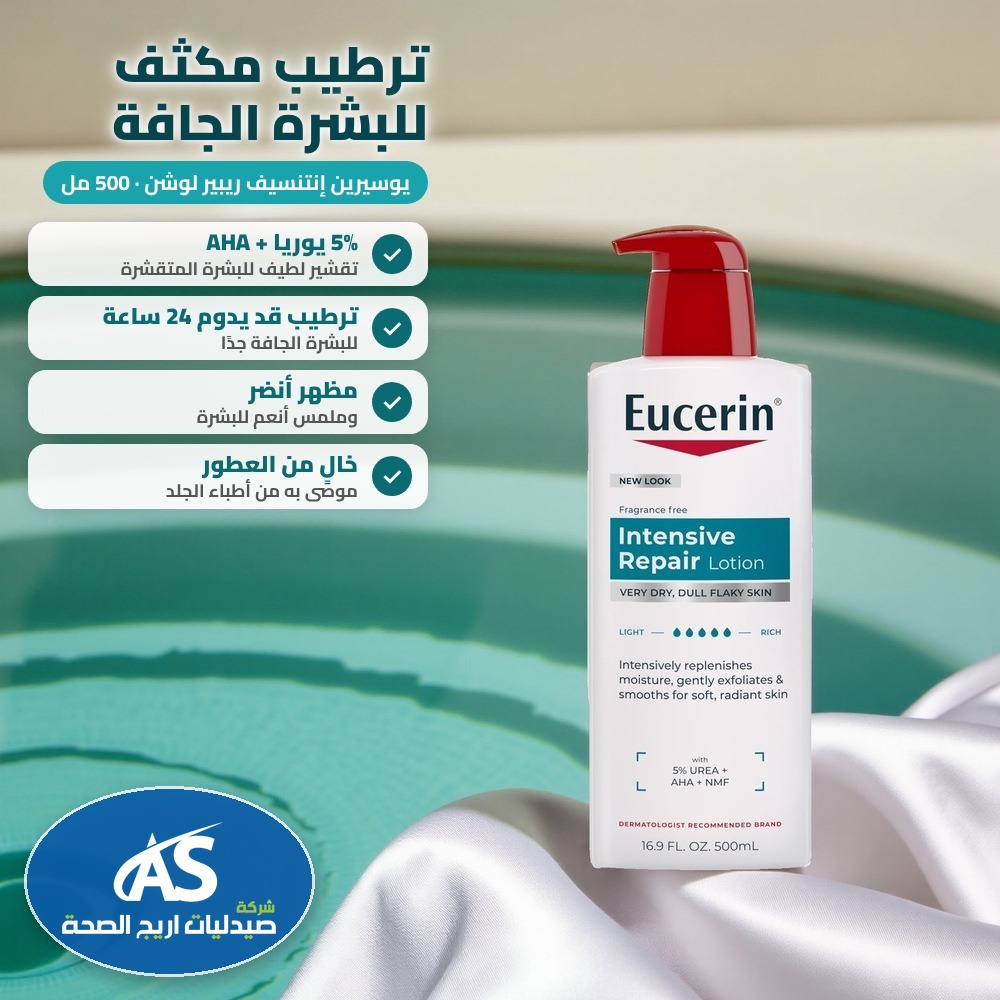 ترطيب مكثف
للبشرة الجافة
يوسيرين إنتنسيف ريبير لوشن · 500 مل
5% يوريا + AHA
تقشير لطيف للبشرة المتقشرة
ترطيب قد يدوم 24 ساعة
للبشرة الجافة جدًا
مظهر أنضر
وملمس أنعم للبشرة
خالٍ من العطور
موصى به من أطباء الجلد
Eucerin®
NEW LOOK
Fragrance free
Intensive
Repair Lotion
VERY DRY, DULL FLAKY SKIN
LIGHT — RICH
Intensively replenishes
moisture, gently exfoliates &
smooths for soft, radiant skin
with
5% UREA +
AHA + NMF
DERMATOLOGIST RECOMMENDED BRAND
16.9 FL. OZ. 500mL
AS
شركة
صيدليات اريج الصحة